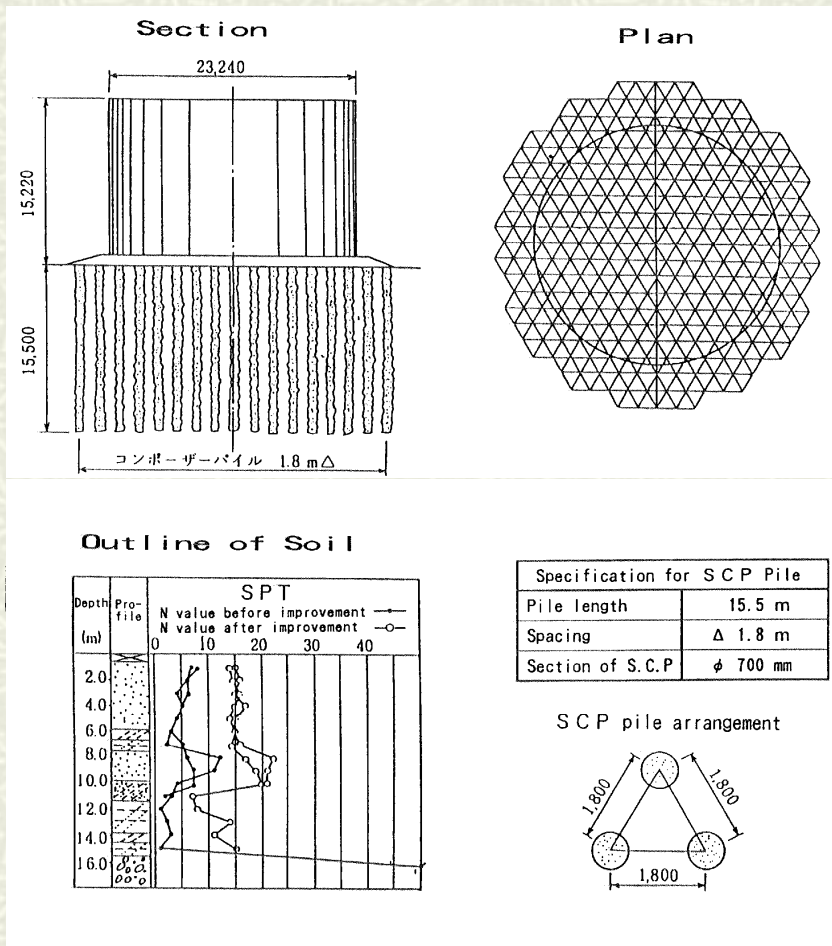 Section
23,240
15,220
15,500
コンポーザーパイル 1.8 m△
Plan
Outline of Soil
Depth
(m)
Pro-
file
SPT
N value before improvement
N value after improvement
0 10 20 30 40
2.0
4.0
6.0
8.0
10.0
12.0
14.0
16.0
Specification for SCP Pile
Pile length 15.5 m
Spacing Δ 1.8 m
Section of S.C.P φ 700 mm
SCP pile arrangement
1,800
1,800
1,800